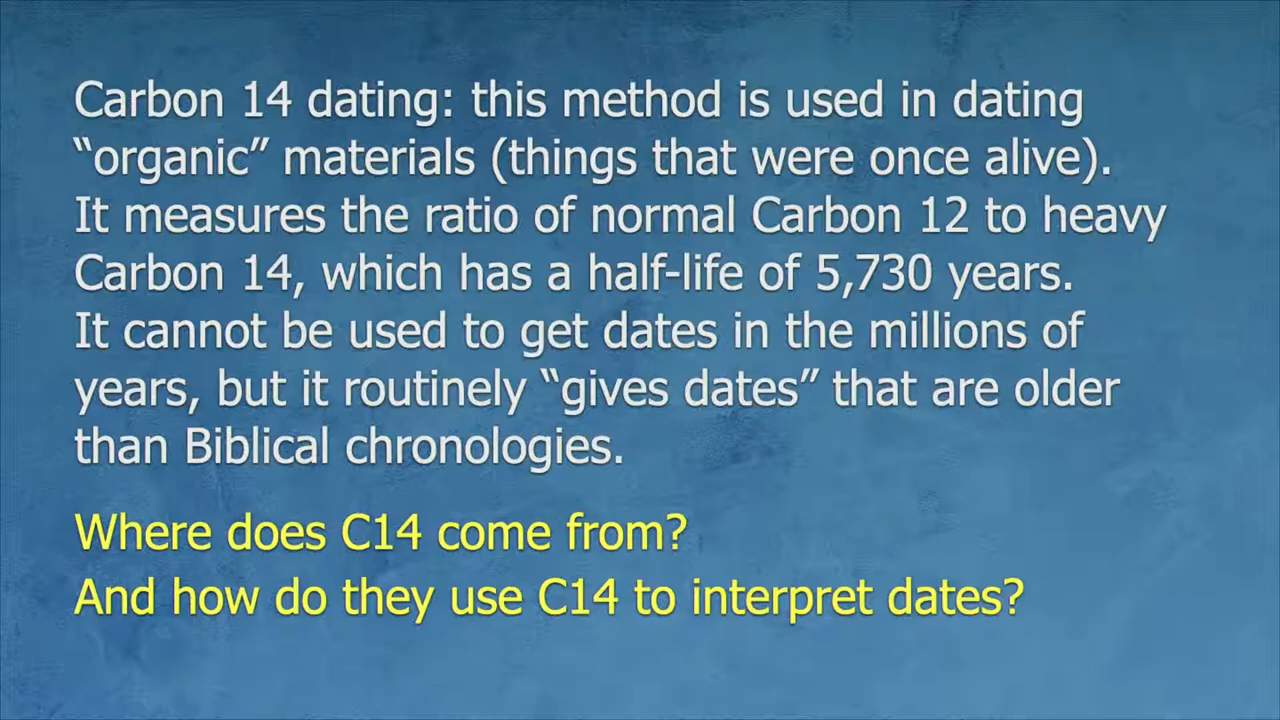 Carbon 14 dating: this method is used in dating
“organic” materials (things that were once alive).
It measures the ratio of normal Carbon 12 to heavy
Carbon 14, which has a half-life of 5,730 years.
It cannot be used to get dates in the millions of
years, but it routinely “gives dates” that are older
than Biblical chronologies.
Where does C14 come from?
And how do they use C14 to interpret dates?